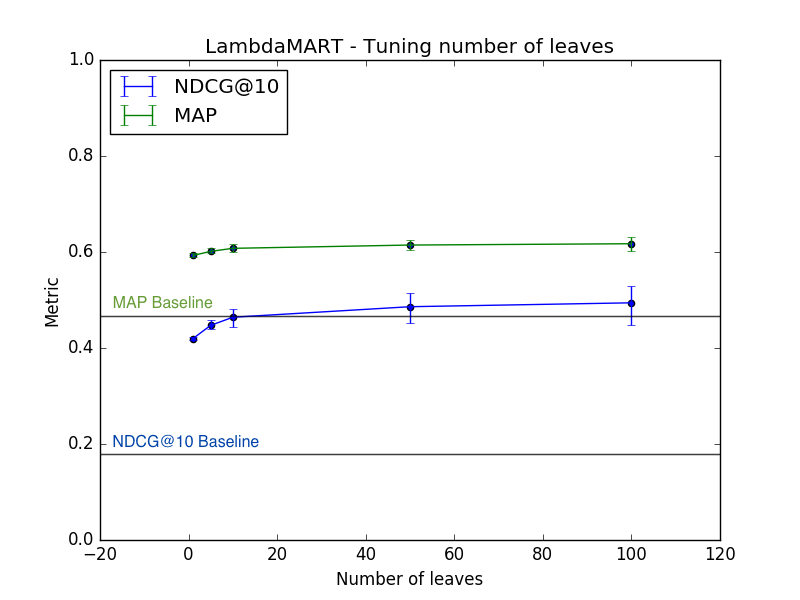 LambdaMART - Tuning number of leaves
1.0
NDCG@10
MAP
0.8
0.6
Metric
MAP Baseline
0.4
NDCG@10 Baseline
0.2
0.0
−20 0 20 40 60 80 100 120
Number of leaves